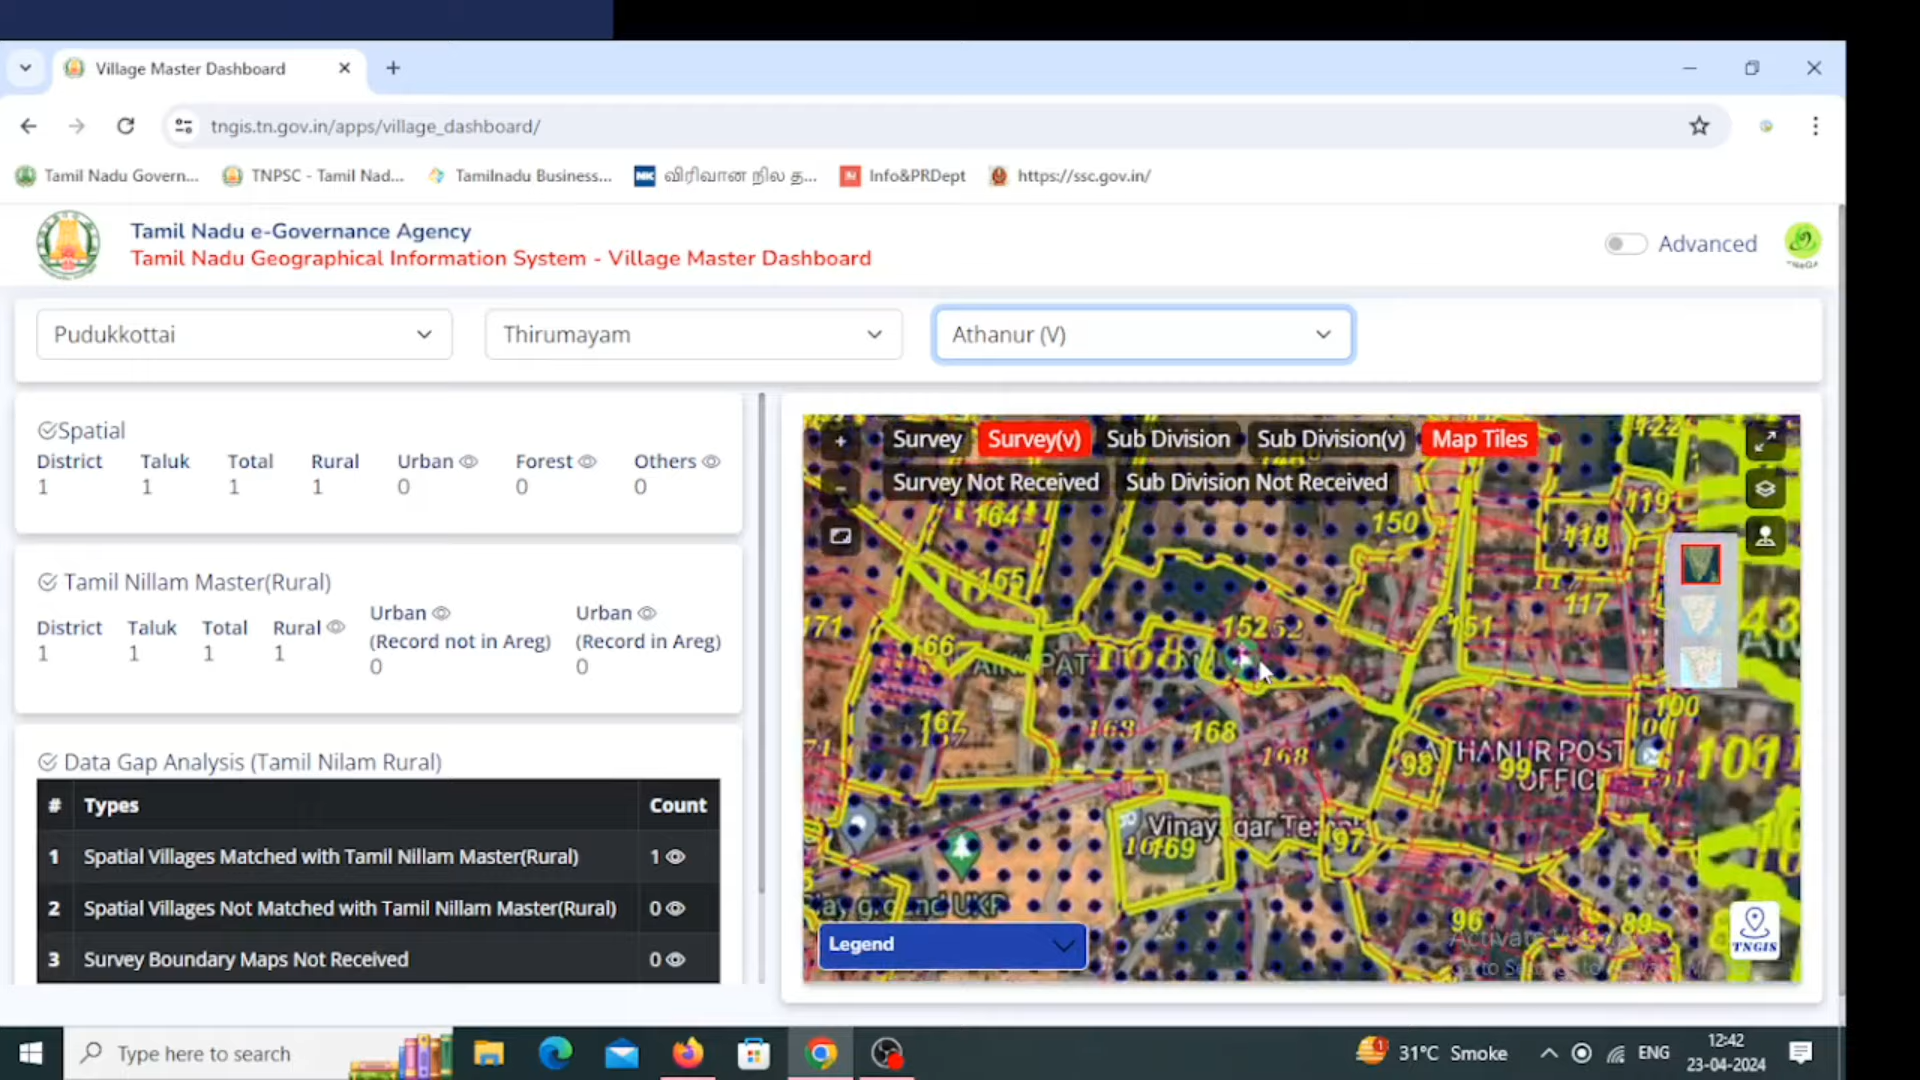 Village Master Dashboard
tngis.tn.gov.in/apps/village_dashboard/
Tamil Nadu Govern...
TNPSC - Tamil Nad...
Tamilnadu Business...
விரிவான நில த...
Info&PRDept
https://ssc.gov.in/
Tamil Nadu e-Governance Agency
Tamil Nadu Geographical Information System - Village Master Dashboard
Advanced
Pudukkottai
Thirumayam
Athanur (V)
Spatial
District Taluk Total Rural Urban Forest Others
1 1 1 1 0 0 0
Tamil Nillam Master(Rural)
District Taluk Total Rural Urban (Record not in Areg) Urban (Record in Areg)
1 1 1 1 0 0
Data Gap Analysis (Tamil Nilam Rural)
# Types Count
1 Spatial Villages Matched with Tamil Nillam Master(Rural) 1
2 Spatial Villages Not Matched with Tamil Nillam Master(Rural) 0
3 Survey Boundary Maps Not Received 0
+ Survey Survey(v) Sub Division Sub Division(v) Map Tiles
Survey Not Received Sub Division Not Received
122
164
150
119
118
165
117
171
152
151
166
168
167
163
168
168
100
98
99
101
ATHANUR POST
OFFICE
97
169
96
89
Legend
TNGIS
Type here to search
31°C Smoke
ENG
12:42
23-04-2024